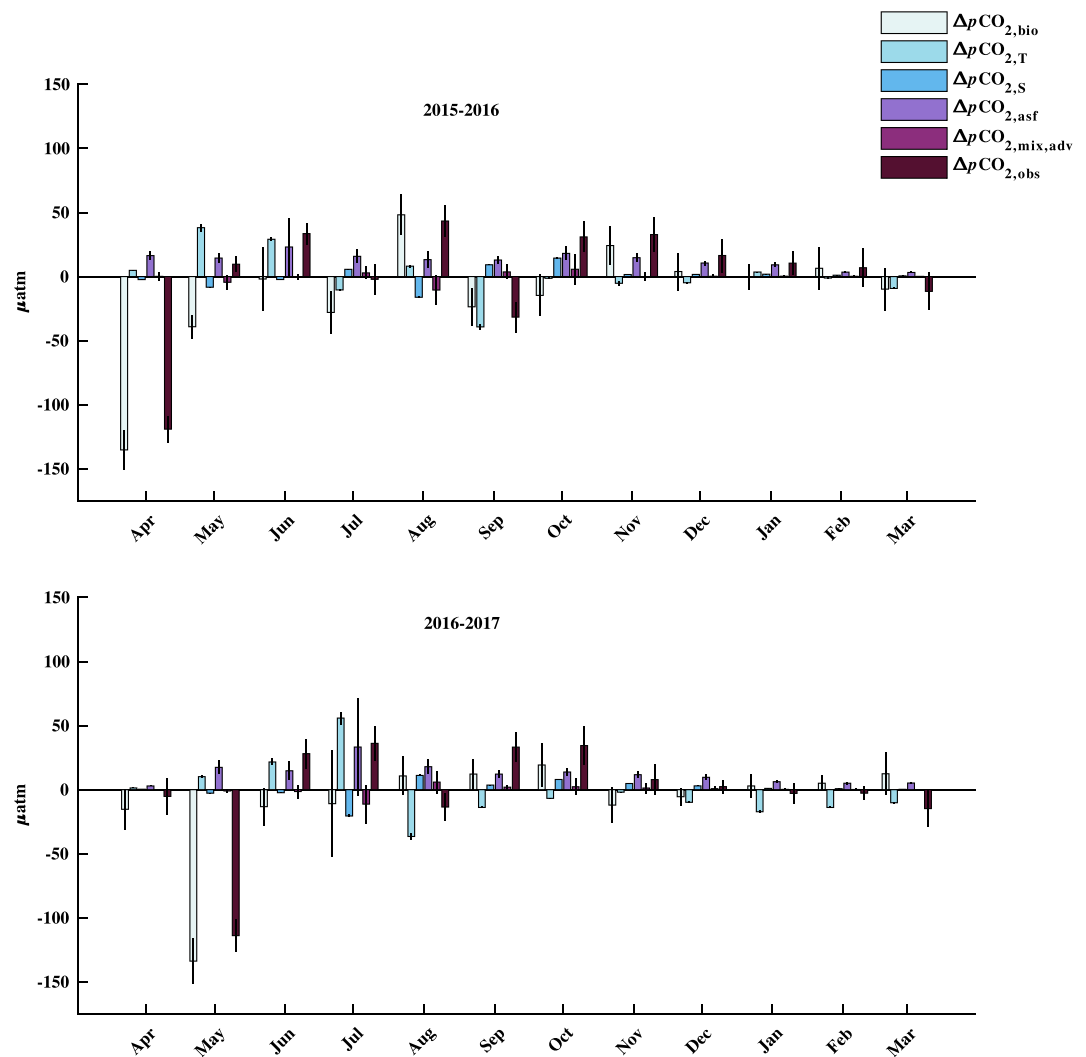 ΔpCO2,bio
ΔpCO2,T
ΔpCO2,S
ΔpCO2,asf
ΔpCO2,mix,adv
ΔpCO2,obs
2015-2016
150
100
50
0
-50
-100
-150
μatm
Apr May Jun Jul Aug Sep Oct Nov Dec Jan Feb Mar
2016-2017
150
100
50
0
-50
-100
-150
μatm
Apr May Jun Jul Aug Sep Oct Nov Dec Jan Feb Mar